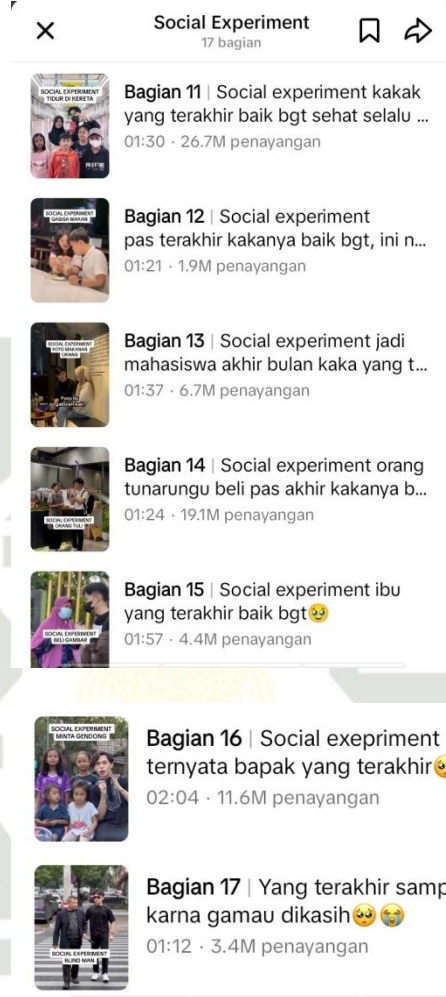 Social Experiment
17 bagian
SOCIAL EXPERIMENT
TIDUR DI KERETA
Bagian 11 | Social experiment kakak
yang terakhir baik bgt sehat selalu ...
01:30 · 26.7M penayangan
SOCIAL EXPERIMENT
GABISA MAKAN
Bagian 12 | Social experiment
pas terakhir kakanya baik bgt, ini n...
01:21 · 1.9M penayangan
SOCIAL EXPERIMENT
FOTO MAKANAN
ORANG
Bagian 13 | Social experiment jadi
mahasiswa akhir bulan kaka yang t...
01:37 · 6.7M penayangan
SOCIAL EXPERIMENT
ORANG TULI
Bagian 14 | Social experiment orang
tunarungu beli pas akhir kakanya b...
01:24 · 19.1M penayangan
SOCIAL EXPERIMENT
BELI GAMBAR
Bagian 15 | Social experiment ibu
yang terakhir baik bgt🥹
01:57 · 4.4M penayangan
SOCIAL EXPERIMENT
MINTA GENDONG
Bagian 16 | Social exepriment
ternyata bapak yang terakhir
02:04 · 11.6M penayangan
SOCIAL EXPERIMENT
BLIND MAN
Bagian 17 | Yang terakhir samp
karna gamau dikasih🥺😭
01:12 · 3.4M penayangan